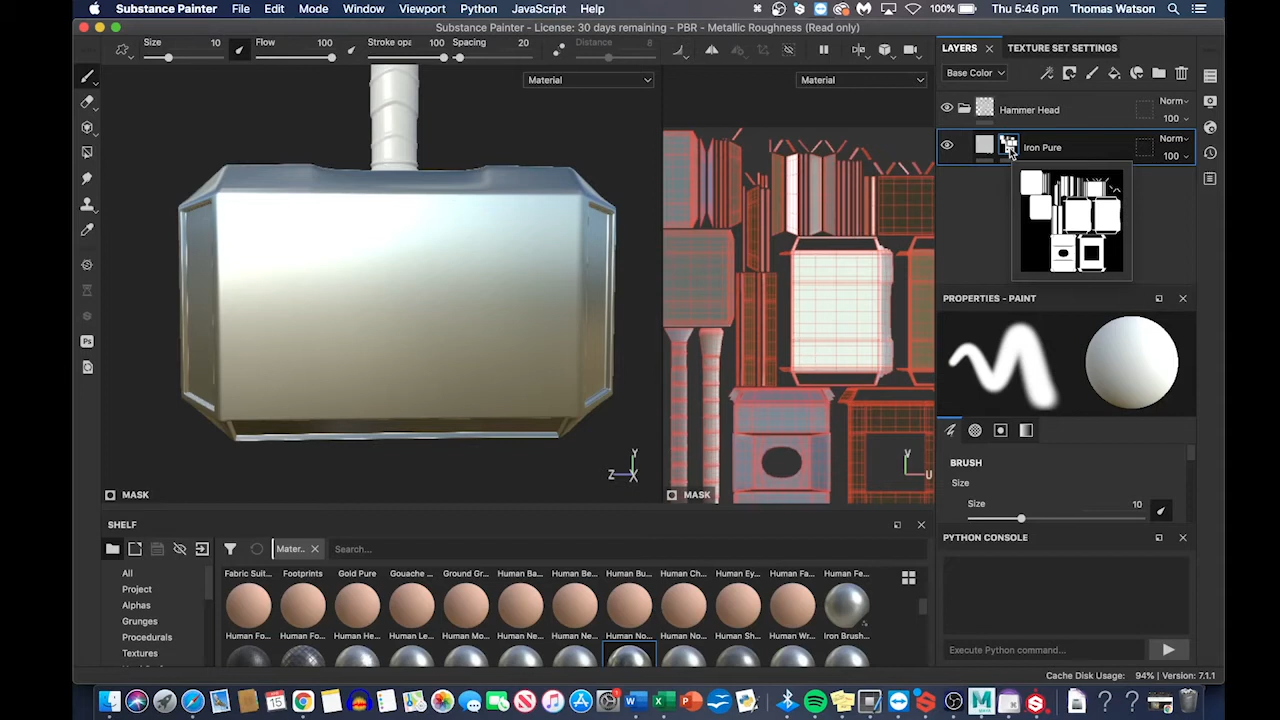 Substance Painter File Edit Mode Window Viewport Python JavaScript Help 100% Thu 5:46 pm Thomas Watson
Substance Painter - License: 30 days remaining - PBR - Metallic Roughness (Read only)
Size 10 Flow 100 Stroke opa 100 Spacing 20 Distance 8
LAYERS TEXTURE SET SETTINGS
Base Color
Material
Material
Hammer Head
Norm
100
Iron Pure
Norm
100
Y
Z X
V
U
MASK
MASK
PROPERTIES - PAINT
BRUSH
Size
Size 10
SHELF
Mater..
Search...
All
Project
Alphas
Grunges
Procedurals
Textures
Fabric Suit... Footprints Gold Pure Gouache ... Ground Gr... Human Ba... Human Be... Human Bu... Human Ch... Human Ey... Human Fa... Human Fe...
Human Fo... Human Fo... Human He... Human Le... Human Mo... Human Ne... Human Ne... Human No... Human No... Human Sh... Human Wr... Iron Brush...
PYTHON CONSOLE
Execute Python command...
Cache Disk Usage: 94% | Version: 7.1.1